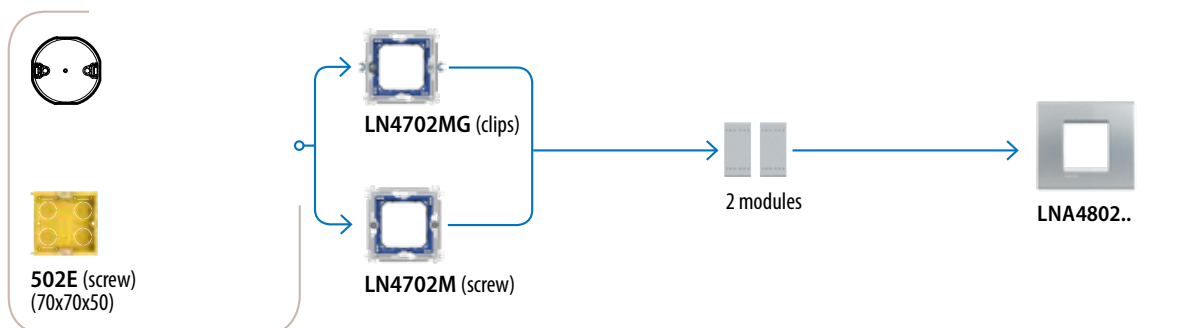 LN4702MG (clips)
2 modules
LNA4802..
502E (screw)
(70x70x50)
LN4702M (screw)